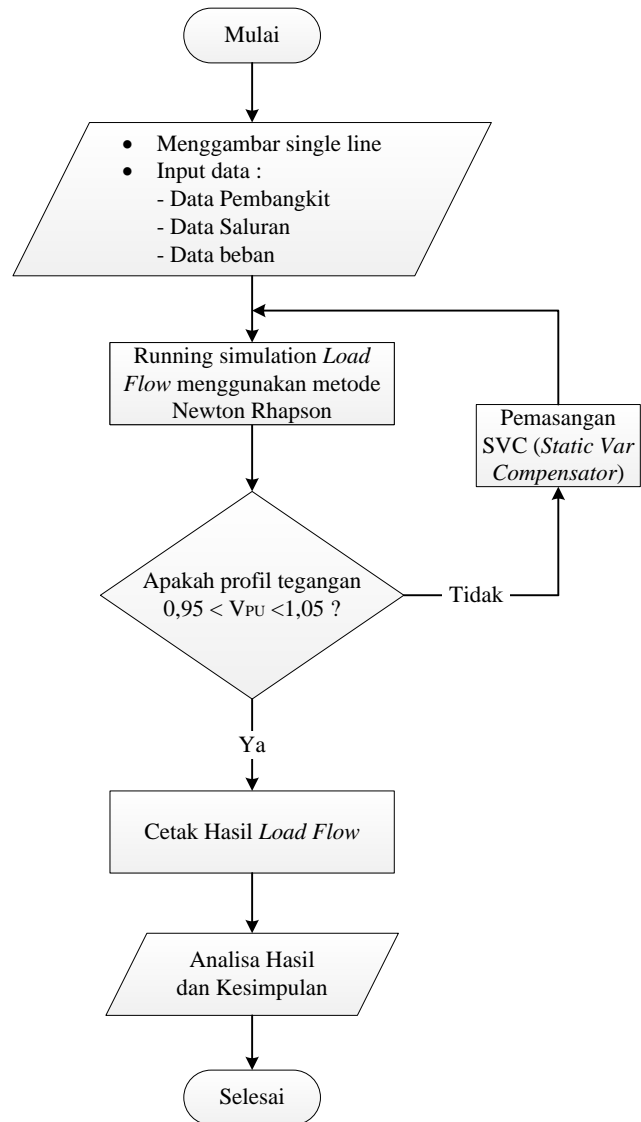 Mulai
• Menggambar single line
• Input data :
- Data Pembangkit
- Data Saluran
- Data beban
Running simulation Load
Flow menggunakan metode
Newton Rhapson
Pemasangan
SVC (Static Var
Compensator)
Apakah profil tegangan
0,95 < VPU <1,05 ?
Tidak
Ya
Cetak Hasil Load Flow
Analisa Hasil
dan Kesimpulan
Selesai